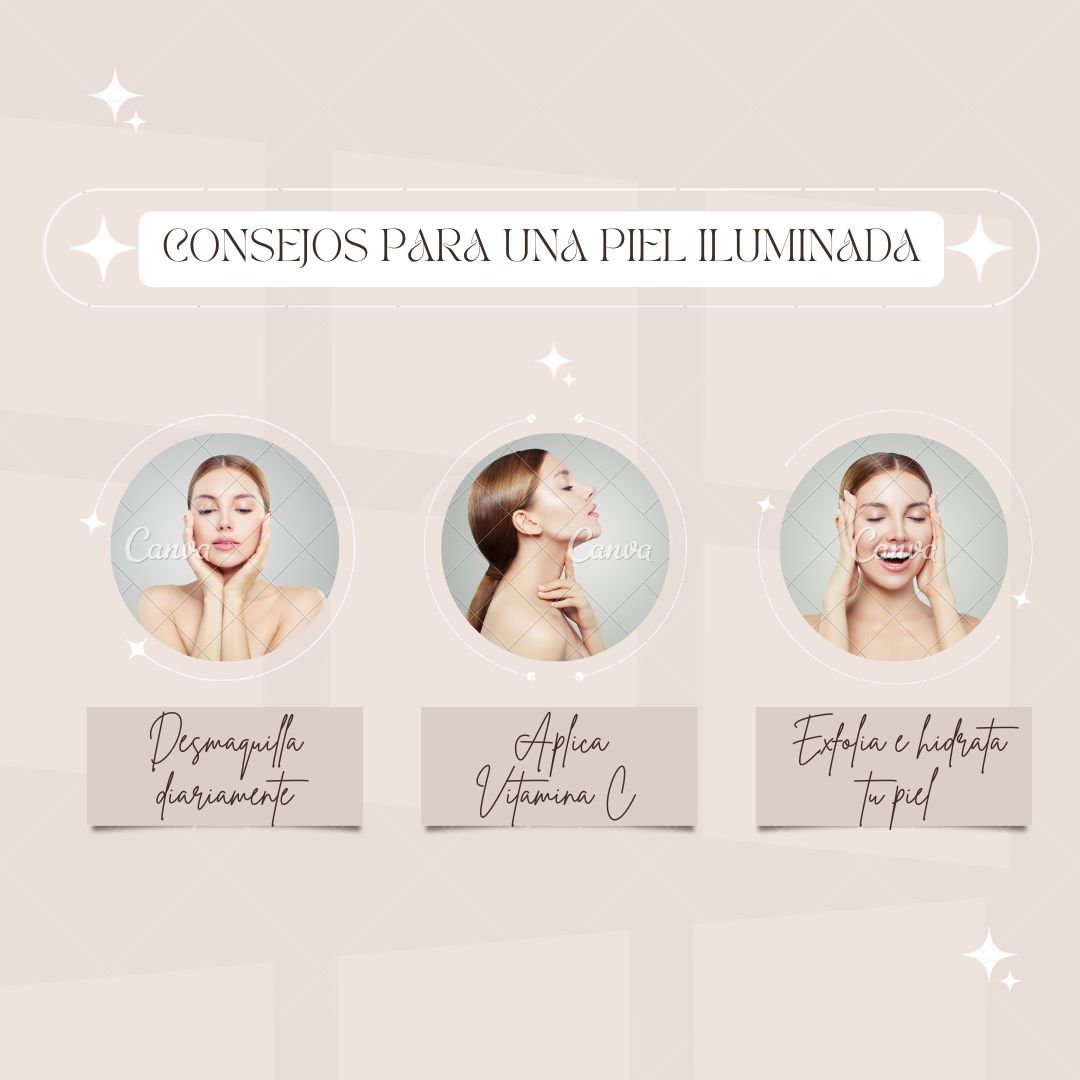 CONSEJOS PARA UNA PIEL ILUMINADA
Canva
Canva
Canva
Desmaquilla
diariamente
Aplica
Vitamina C
Exfolia e hidrata
tu piel